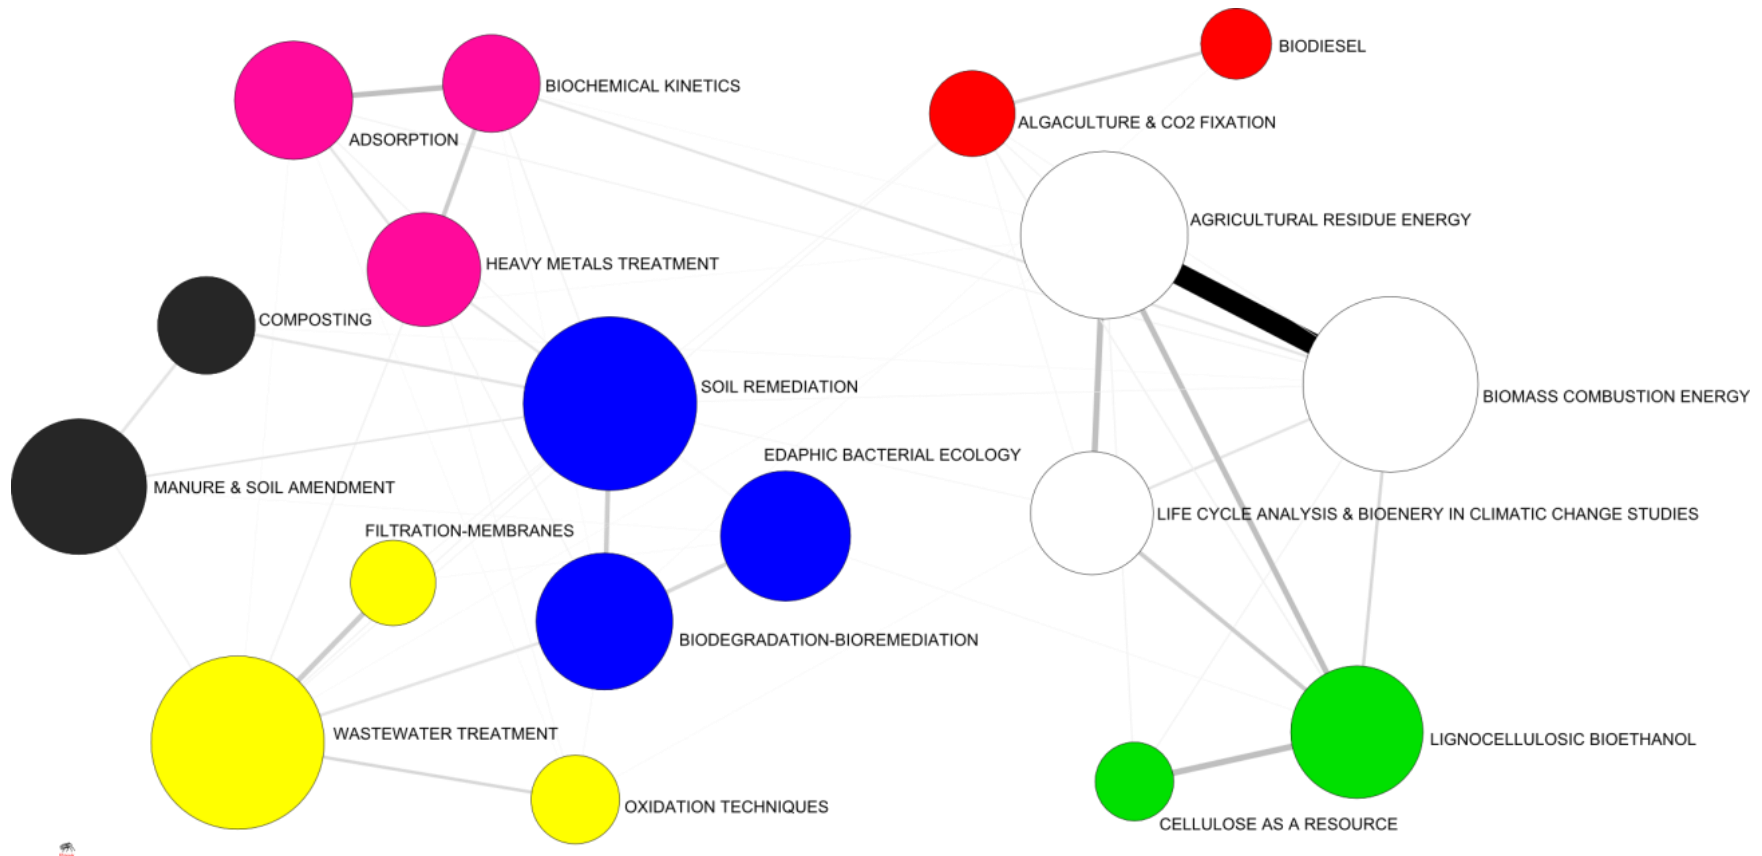 BIODIESEL
BIOCHEMICAL KINETICS
ALGACULTURE & CO2 FIXATION
ADSORPTION
AGRICULTURAL RESIDUE ENERGY
HEAVY METALS TREATMENT
COMPOSTING
SOIL REMEDIATION
BIOMASS COMBUSTION ENERGY
EDAPHIC BACTERIAL ECOLOGY
MANURE & SOIL AMENDMENT
LIFE CYCLE ANALYSIS & BIOENERY IN CLIMATIC CHANGE STUDIES
FILTRATION-MEMBRANES
BIODEGRADATION-BIOREMEDIATION
WASTEWATER TREATMENT
LIGNOCELLULOSIC BIOETHANOL
OXIDATION TECHNIQUES
CELLULOSE AS A RESOURCE